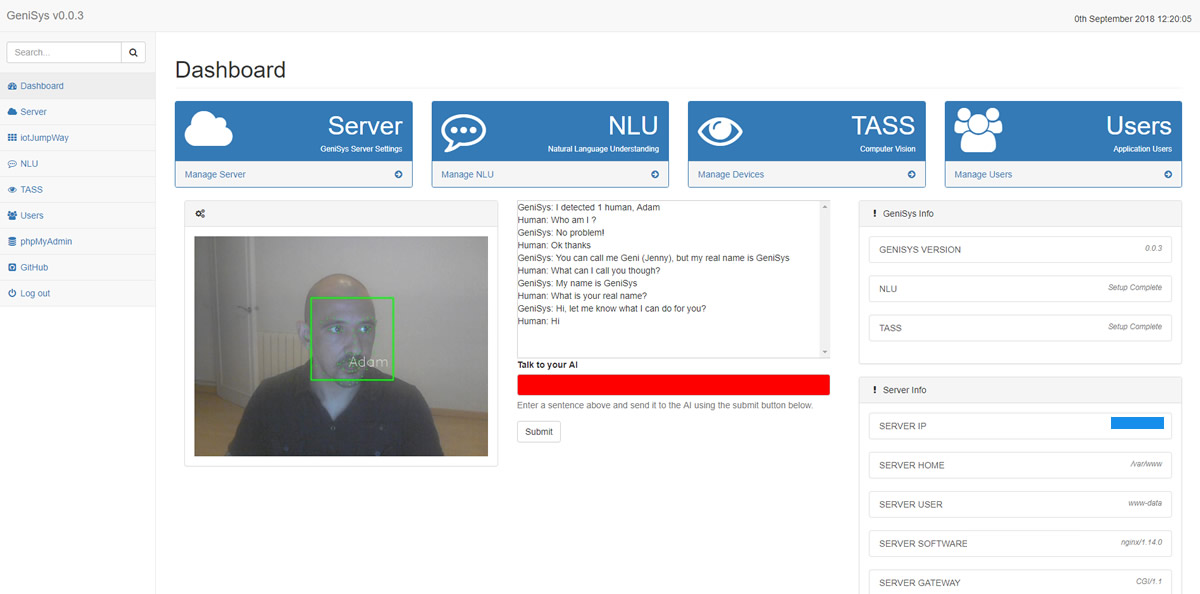 GeniSys v0.0.3
0th September 2018 12:20:05
Search...
Dashboard
Server
iotJumpWay
NLU
TASS
Users
phpMyAdmin
GitHub
Log out
Dashboard
Server
GeniSys Server Settings
Manage Server
NLU
Natural Language Understanding
Manage NLU
TASS
Computer Vision
Manage Devices
Users
Application Users
Manage Users
Adam
GeniSys: I detected 1 human, Adam
Human: Who am I ?
GeniSys: No problem!
Human: Ok thanks
GeniSys: You can call me Geni (Jenny), but my real name is GeniSys
Human: What can I call you though?
GeniSys: My name is GeniSys
Human: What is your real name?
GeniSys: Hi, let me know what I can do for you?
Human: Hi
Talk to your AI
Enter a sentence above and send it to the AI using the submit button below.
Submit
GeniSys Info
GENISYS VERSION 0.0.3
NLU Setup Complete
TASS Setup Complete
Server Info
SERVER IP
SERVER HOME /var/www
SERVER USER www-data
SERVER SOFTWARE nginx/1.14.0
SERVER GATEWAY CGI/1.1